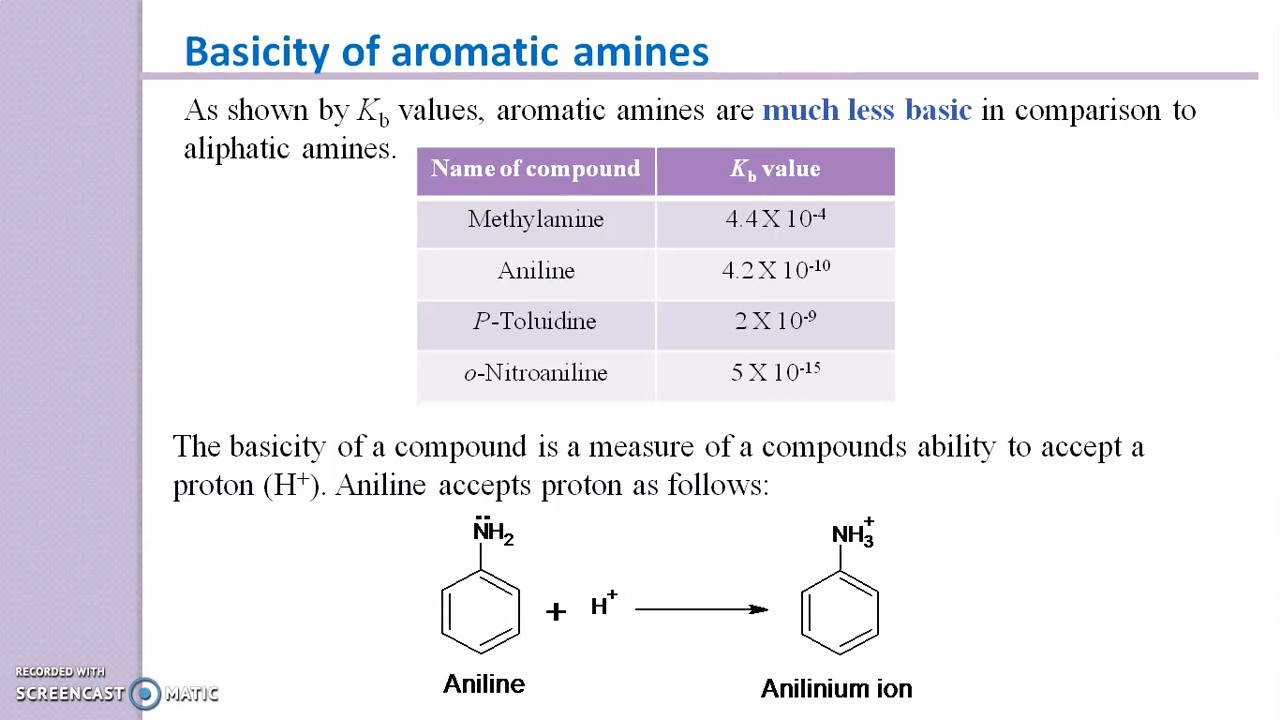 Basicity of aromatic amines
As shown by Kb values, aromatic amines are much less basic in comparison to
aliphatic amines.
Name of compound Kb value
Methylamine 4.4 X 10-4
Aniline 4.2 X 10-10
P-Toluidine 2 X 10-9
o-Nitroaniline 5 X 10-15
The basicity of a compound is a measure of a compounds ability to accept a
proton (H+). Aniline accepts proton as follows:
NH2 NH3+
+ H+
Aniline Anilinium ion
RECORDED WITH
SCREENCAST MATIC